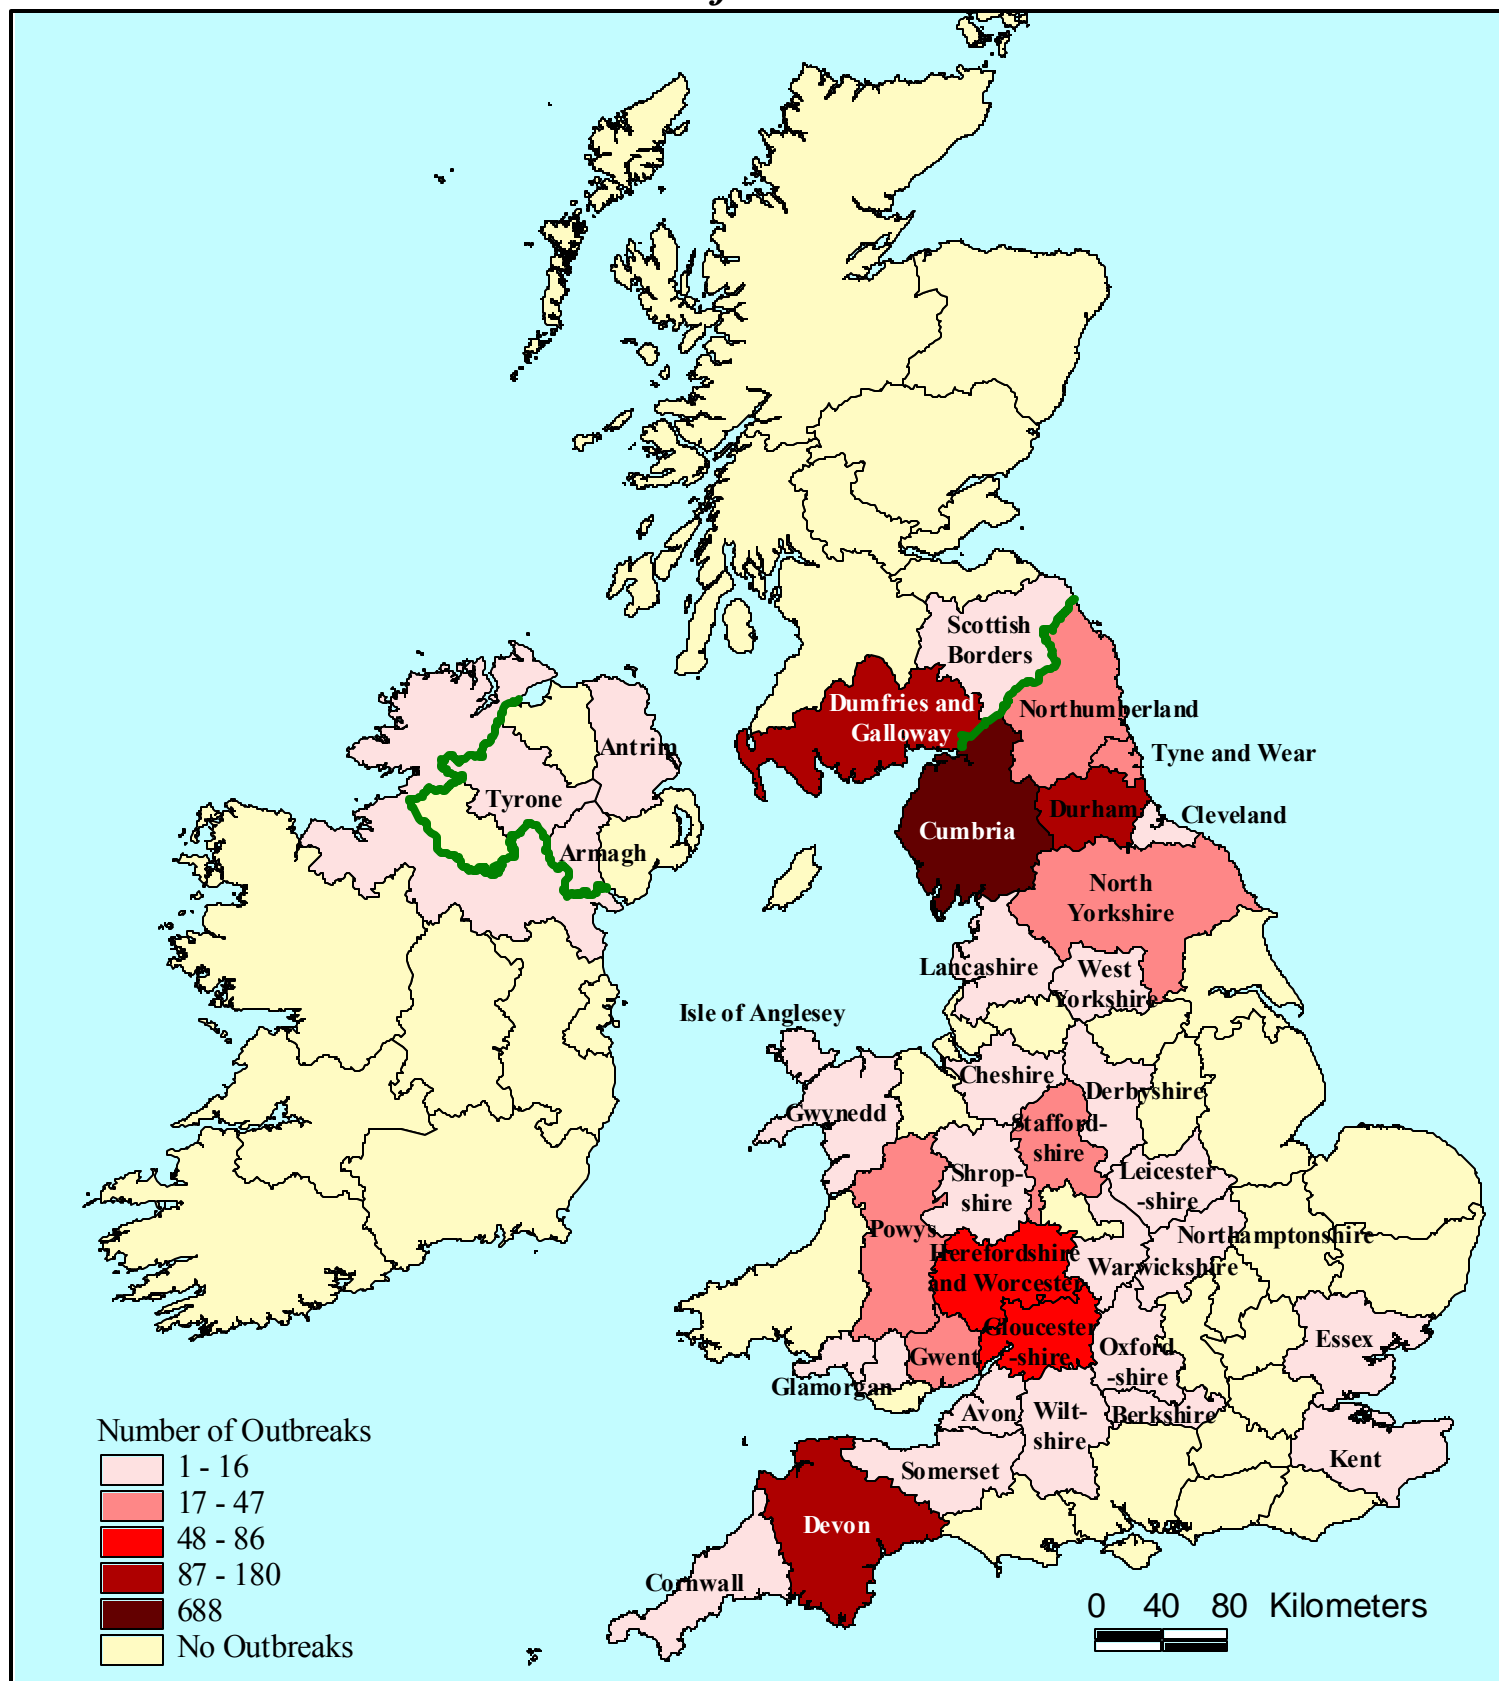 Scottish
Borders
Dumfries and
Galloway
Northumberland
Tyne and Wear
Antrim
Tyrone
Durham
Cleveland
Cumbria
Armagh
North
Yorkshire
Lancashire
West
Yorkshire
Isle of Anglesey
Cheshire
Derbyshire
Gwynedd
Stafford-
shire
Shrop-
shire
Leicester
-shire
Powys
Northamptonshire
Herefordshire
and Worcester
Warwickshire
Gloucester
-shire
Essex
Gwent
Oxford
-shire
Glamorgan
Avon
Wilt-
shire
Berkshire
Somerset
Kent
Devon
Cornwall
Number of Outbreaks
1 - 16
17 - 47
48 - 86
87 - 180
688
No Outbreaks
0 40 80 Kilometers